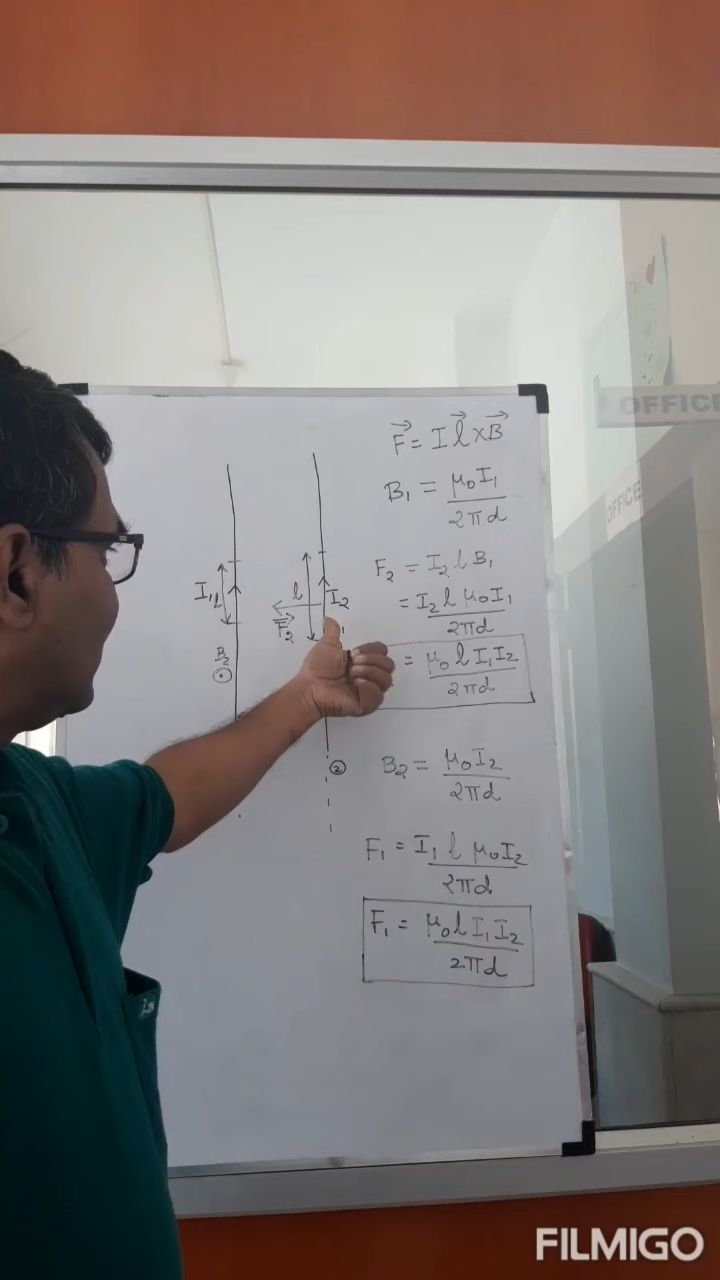 OFFICE
OFFICE
F⃗ = I l⃗ × B⃗
B₁ = μ₀I₁ / 2πd
F₂ = I₂ l B₁
= I₂ l μ₀I₁ / 2πd
= μ₀ l I₁I₂ / 2πd
I₁ l
l I₂
F⃗₂
B₂
②
B₂ = μ₀I₂ / 2πd
F₁ = I₁ l μ₀I₂ / 2πd
F₁ = μ₀ l I₁I₂ / 2πd
FILMIGO